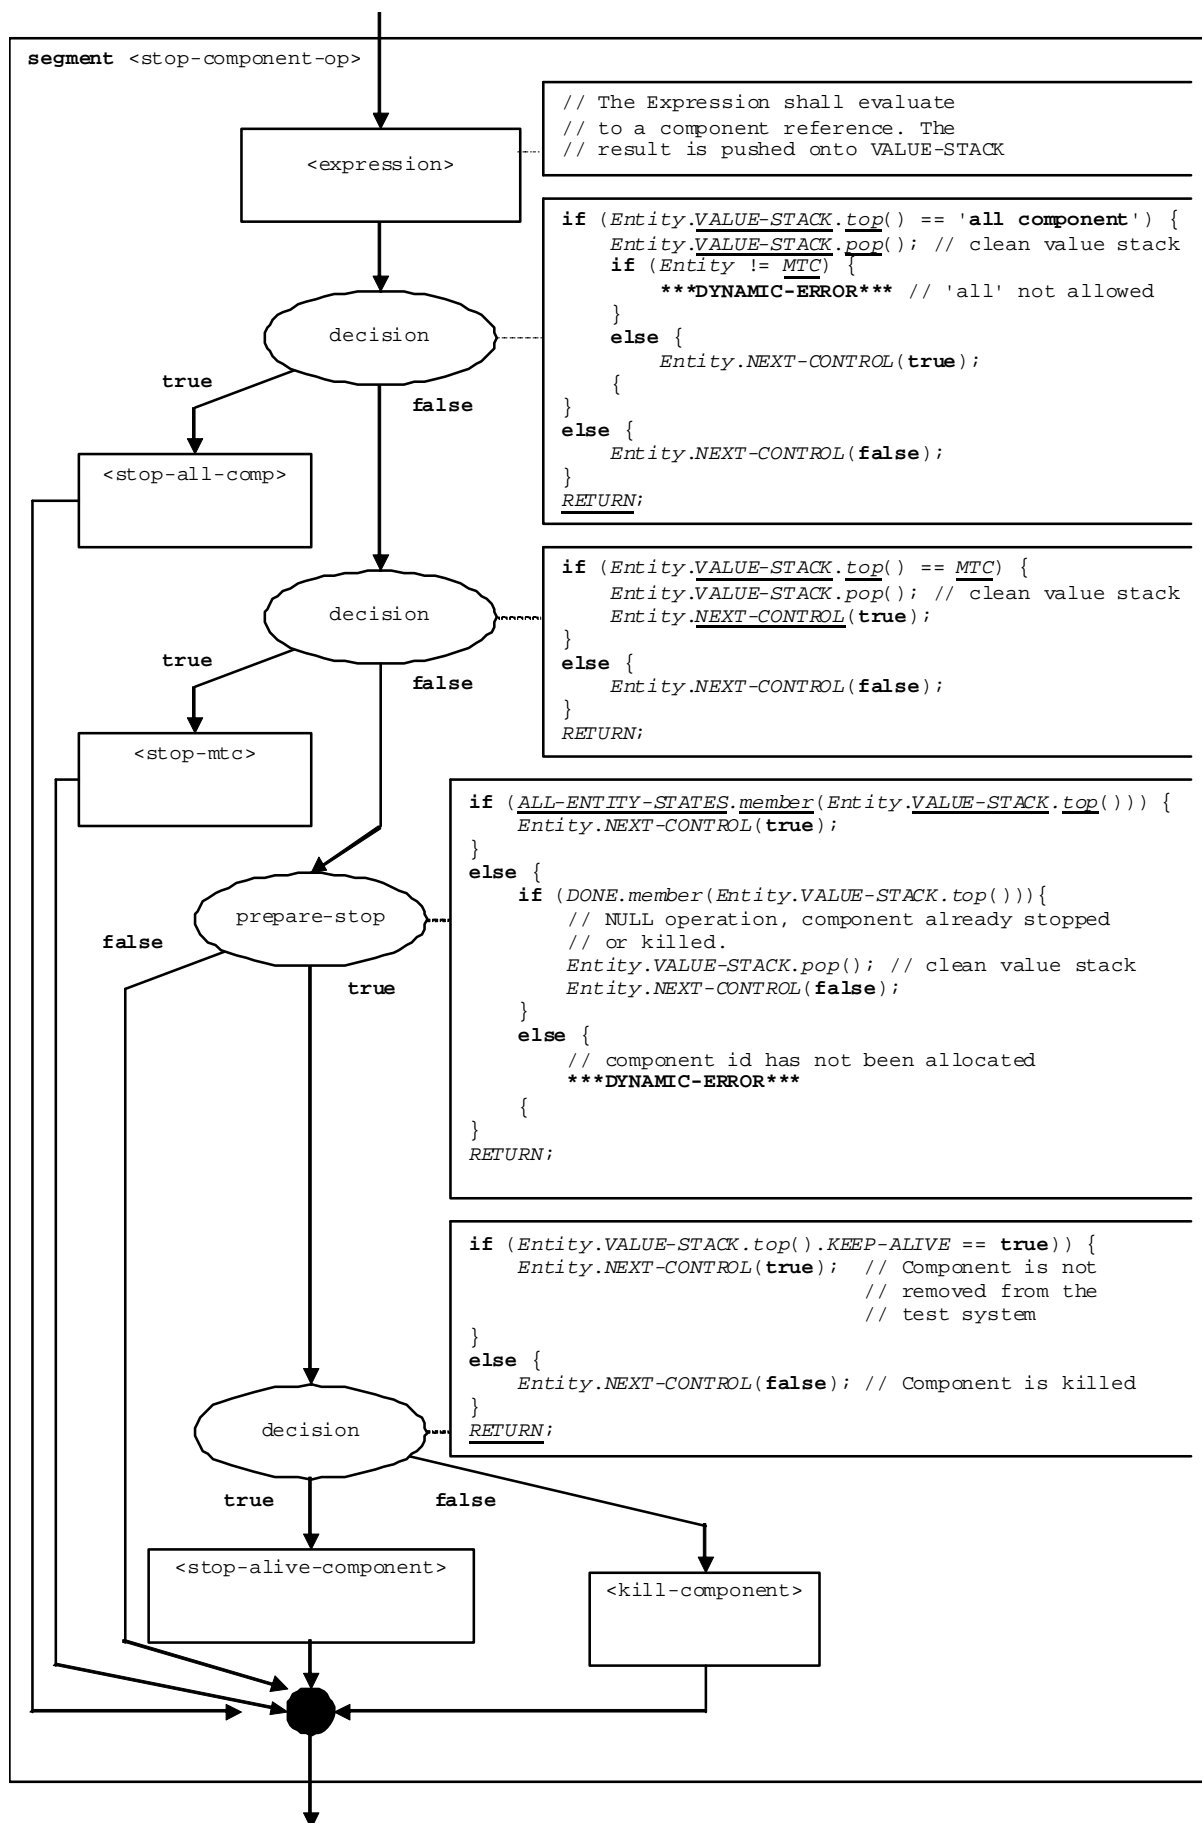 segment <stop-component-op>
// The Expression shall evaluate
// to a component reference. The
// result is pushed onto VALUE-STACK
<expression>
if (Entity.VALUE-STACK.top() == 'all component') {
Entity.VALUE-STACK.pop(); // clean value stack
if (Entity != MTC) {
***DYNAMIC-ERROR*** // 'all' not allowed
}
else {
Entity.NEXT-CONTROL(true);
{
}
else {
Entity.NEXT-CONTROL(false);
}
RETURN;
decision
true
false
<stop-all-comp>
if (Entity.VALUE-STACK.top() == MTC) {
Entity.VALUE-STACK.pop(); // clean value stack
Entity.NEXT-CONTROL(true);
}
else {
Entity.NEXT-CONTROL(false);
}
RETURN;
decision
true
false
<stop-mtc>
if (ALL-ENTITY-STATES.member(Entity.VALUE-STACK.top())) {
Entity.NEXT-CONTROL(true);
}
else {
if (DONE.member(Entity.VALUE-STACK.top())){
// NULL operation, component already stopped
// or killed.
Entity.VALUE-STACK.pop(); // clean value stack
Entity.NEXT-CONTROL(false);
}
else {
// component id has not been allocated
***DYNAMIC-ERROR***
{
}
RETURN;
prepare-stop
false
true
if (Entity.VALUE-STACK.top().KEEP-ALIVE == true)) {
Entity.NEXT-CONTROL(true); // Component is not
// removed from the
// test system
}
else {
Entity.NEXT-CONTROL(false); // Component is killed
}
RETURN;
decision
true
false
<stop-alive-component>
<kill-component>